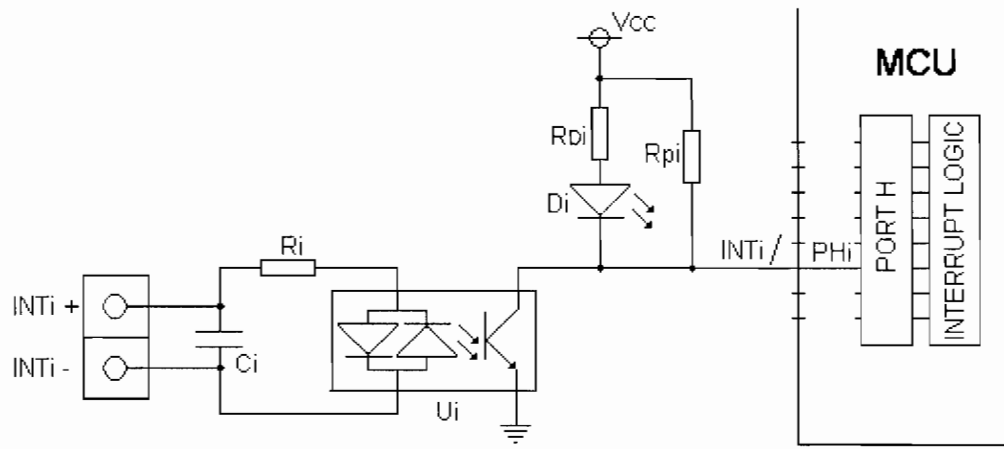 Vcc
MCU
RDi
Rpi
Di
Ri
INTi /
PHi
PORT H
INTERRUPT LOGIC
INTi +
INTi -
Ci
Ui